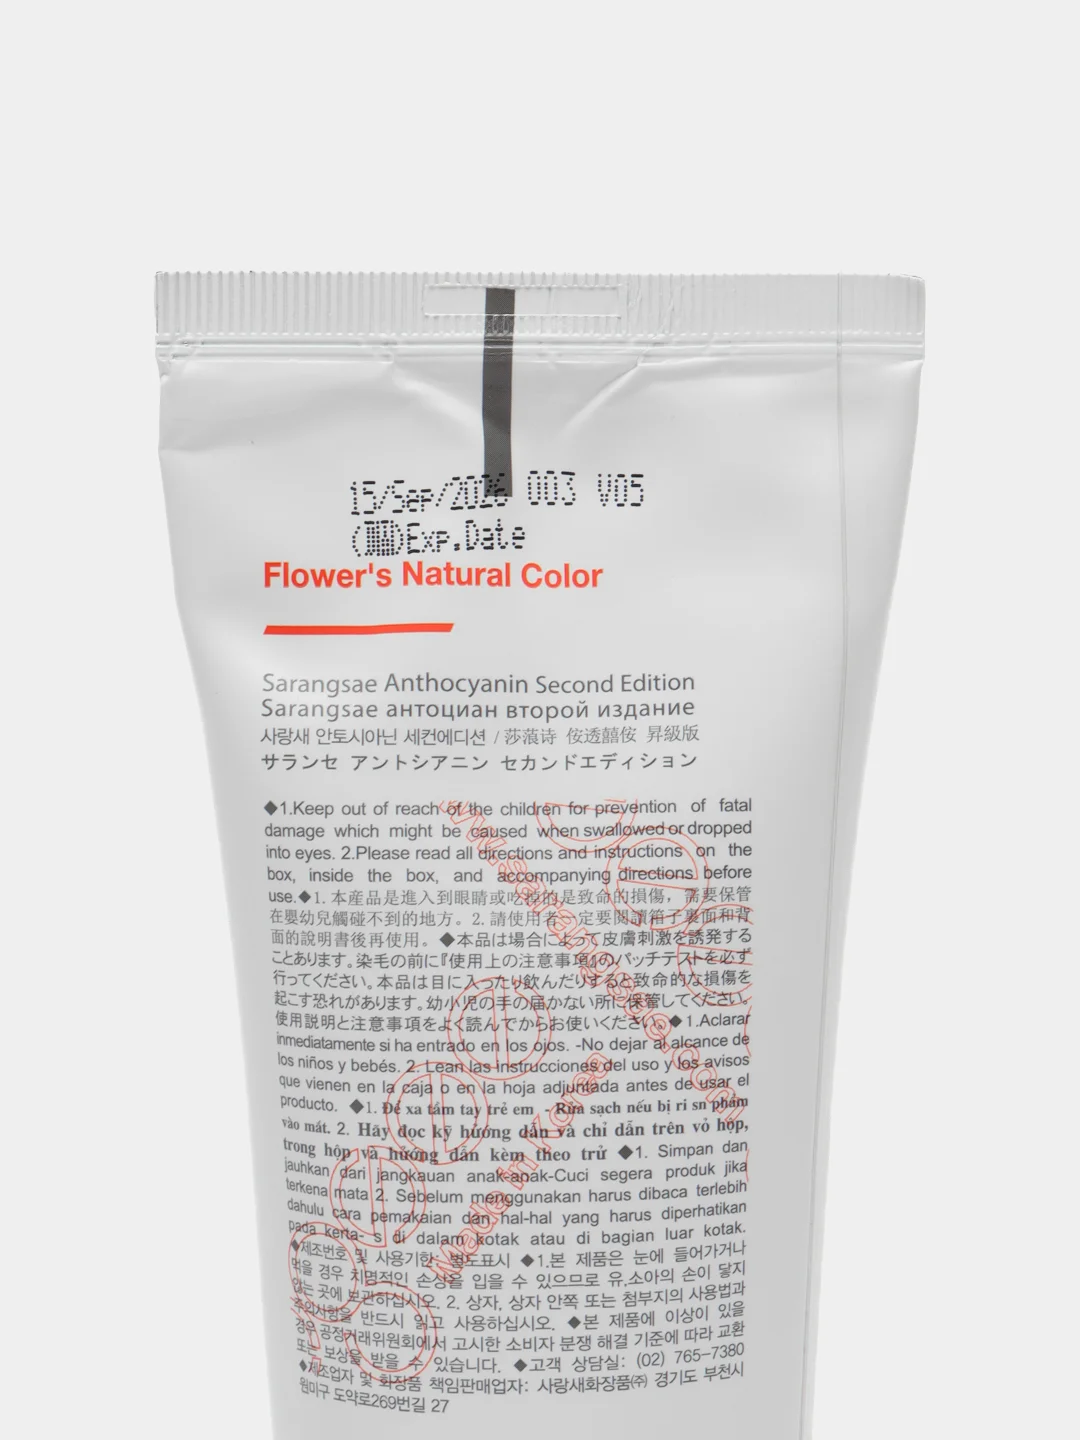 15/Sep/2026 003 V05
Exp.Date
Flower's Natural Color
Sarangsae Anthocyanin Second Edition
Sarangsae антоциан второй издание
사랑새 안토시아닌 세컨에디션 / 莎蒗诗 侒透囍侒 昇級版
サランセ アントシアニン セカンドエディション
◆1.Keep out of reach of the children for prevention of fatal
damage which might be caused when swallowed or dropped
into eyes. 2.Please read all directions and instructions on the
box, inside the box, and accompanying directions before
use.◆1. 本産品是進入到眼睛或吃掉的是致命的損傷，需要保管
在嬰幼兒觸碰不到的地方。2. 請使用者一定要閱讀箱子裏面和背
面的說明書後再使用。◆本品は場合によって皮膚刺激を誘発する
ことあります。染毛の前に『使用上の注意事項』のパッチテストを必ず
行ってください。本品は目に入ったり飲んだりすると致命的な損傷を
起こす恐れがあります。幼小児の手の届かない所に保管してください。
使用説明と注意事項をよく読んでからお使いください。◆1.Aclarar
inmediatamente si ha entrado en los ojos. -No dejar al alcance de
los niños y bebés. 2. Lean las instrucciones del uso y los avisos
que vienen en la caja o en la hoja adjuntada antes de usar el
producto. ◆1. Để xa tầm tay trẻ em - Rửa sạch nếu bị rỉ sn phẩm
vào mắt. 2. Hãy đọc kỹ hướng dẫn và chỉ dẫn trên vỏ hộp,
trong hộp và hướng dẫn kèm theo trứ ◆1. Simpan dan
jauhkan dari jangkauan anak-anak-Cuci segera produk jika
terkena mata 2. Sebelum menggunakan harus dibaca terlebih
dahulu cara pemakaian dan hal-hal yang harus diperhatikan
pada kerta- s di dalam kotak atau di bagian luar kotak.
◆제조번호 및 사용기한: 별도표시 ◆1.본 제품은 눈에 들어가거나
먹을 경우 치명적인 손상을 입을 수 있으므로 유.소아의 손이 닿지
않는 곳에 보관하십시오. 2. 상자, 상자 안쪽 또는 첨부지의 사용법과
주의사항을 반드시 읽고 사용하십시오. ◆본 제품에 이상이 있을
경우 공정거래위원회에서 고시한 소비자 분쟁 해결 기준에 따라 교환
또는 보상을 받을 수 있습니다. ◆고객 상담실: (02) 765-7380
◆제조업자 및 화장품 책임판매업자: 사랑새화장품㈜ 경기도 부천시
원미구 도약로269번길 27
www.sarangsae.com
Made in Korea